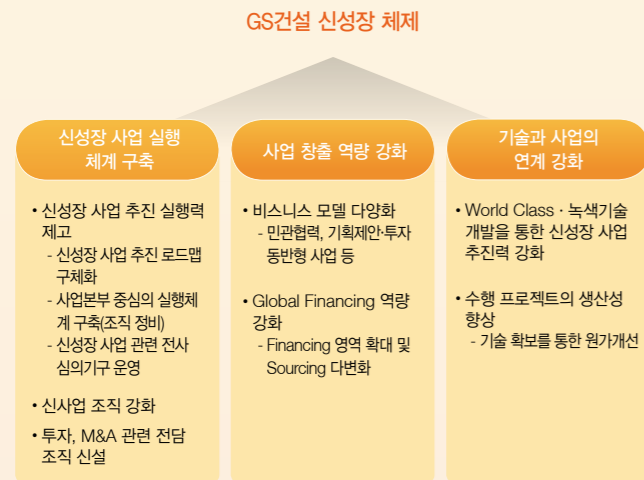 GS건설 신성장 체제
신성장 사업 실행
체계 구축
• 신성장 사업 추진 실행력
제고
- 신성장 사업 추진 로드맵
구체화
- 사업본부 중심의 실행체
계 구축(조직 정비)
- 신성장 사업 관련 전사
심의기구 운영
• 신사업 조직 강화
• 투자, M&A 관련 전담
조직 신설
사업 창출 역량 강화
• 비즈니스 모델 다양화
- 민관협력, 기획제안·투자
동반형 사업 등
• Global Financing 역량
강화
- Financing 영역 확대 및
Sourcing 다변화
기술과 사업의
연계 강화
• World Class · 녹색기술
개발을 통한 신성장 사업
추진력 강화
• 수행 프로젝트의 생산성
향상
- 기술 확보를 통한 원가개선